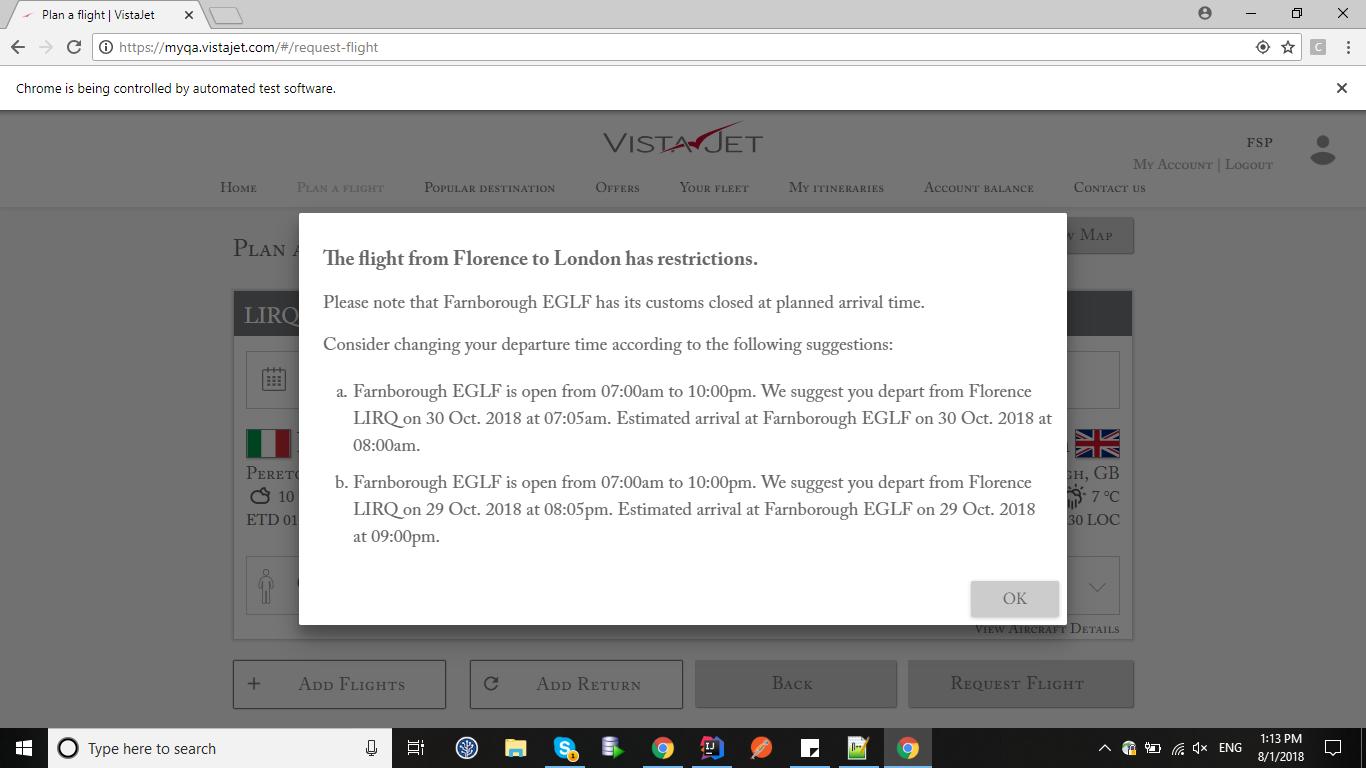 Plan a flight | VistaJet
https://myqa.vistajet.com/#/request-flight
C
Chrome is being controlled by automated test software.
VISTAJET
FSP
My Account | Logout
Home Plan a flight Popular destination Offers Your fleet My itineraries Account balance Contact us
Plan
Map
The flight from Florence to London has restrictions.
Please note that Farnborough EGLF has its customs closed at planned arrival time.
Consider changing your departure time according to the following suggestions:
a. Farnborough EGLF is open from 07:00am to 10:00pm. We suggest you depart from Florence
LIRQ on 30 Oct. 2018 at 07:05am. Estimated arrival at Farnborough EGLF on 30 Oct. 2018 at
08:00am.
b. Farnborough EGLF is open from 07:00am to 10:00pm. We suggest you depart from Florence
LIRQ on 29 Oct. 2018 at 08:05pm. Estimated arrival at Farnborough EGLF on 29 Oct. 2018
at 09:00pm.
OK
LIRQ
GB
10
7 °C
ETD 01
30 LOC
View Aircraft Details
+ Add Flights
Add Return
Back
Request Flight
Type here to search
ENG
1:13 PM
8/1/2018